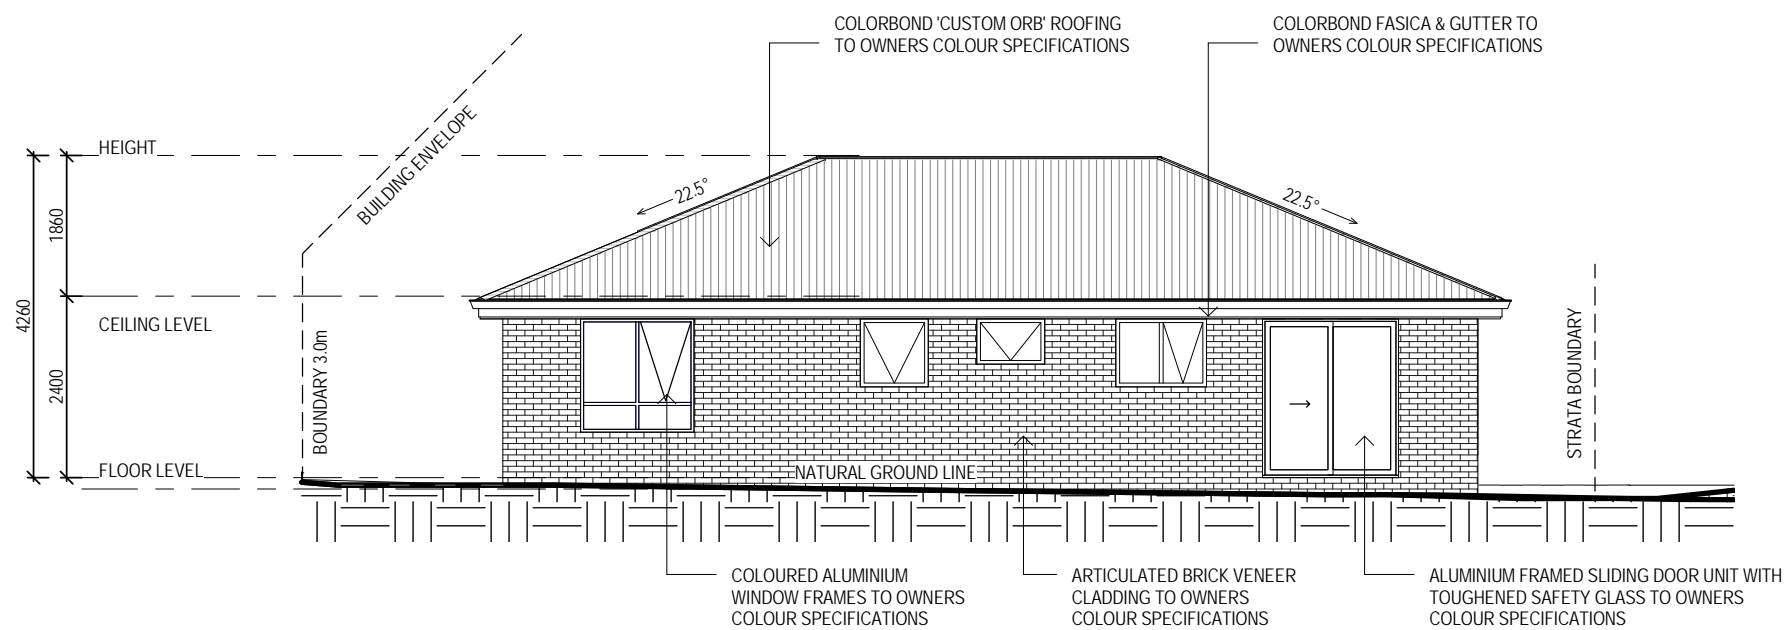 COLORBOND 'CUSTOM ORB' ROOFING
TO OWNERS COLOUR SPECIFICATIONS
COLORBOND FASICA & GUTTER TO
OWNERS COLOUR SPECIFICATIONS
BUILDING ENVELOPE
HEIGHT
22.5°
22.5°
1860
4260
CEILING LEVEL
2400
BOUNDARY 3.0m
STRATA BOUNDARY
FLOOR LEVEL
NATURAL GROUND LINE
COLOURED ALUMINIUM
WINDOW FRAMES TO OWNERS
COLOUR SPECIFICATIONS
ARTICULATED BRICK VENEER
CLADDING TO OWNERS
COLOUR SPECIFICATIONS
ALUMINIUM FRAMED SLIDING DOOR UNIT WITH
TOUGHENED SAFETY GLASS TO OWNERS
COLOUR SPECIFICATIONS